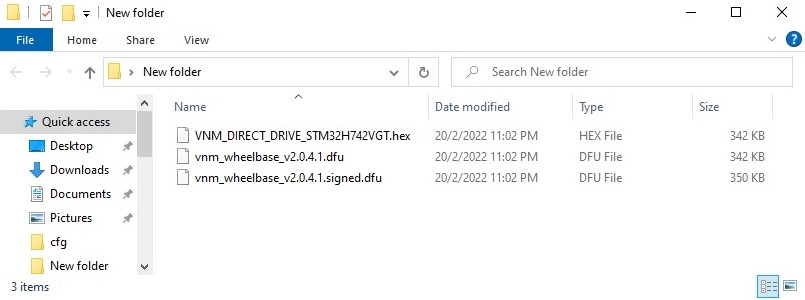 New folder
File Home Share View
New folder
Search New folder
Name Date modified Type Size
Quick access
Desktop
Downloads
Documents
Pictures
cfg
New folder
VNM_DIRECT_DRIVE_STM32H742VGT.hex 20/2/2022 11:02 PM HEX File 342 KB
vnm_wheelbase_v2.0.4.1.dfu 20/2/2022 11:02 PM DFU File 342 KB
vnm_wheelbase_v2.0.4.1.signed.dfu 20/2/2022 11:02 PM DFU File 350 KB
3 items